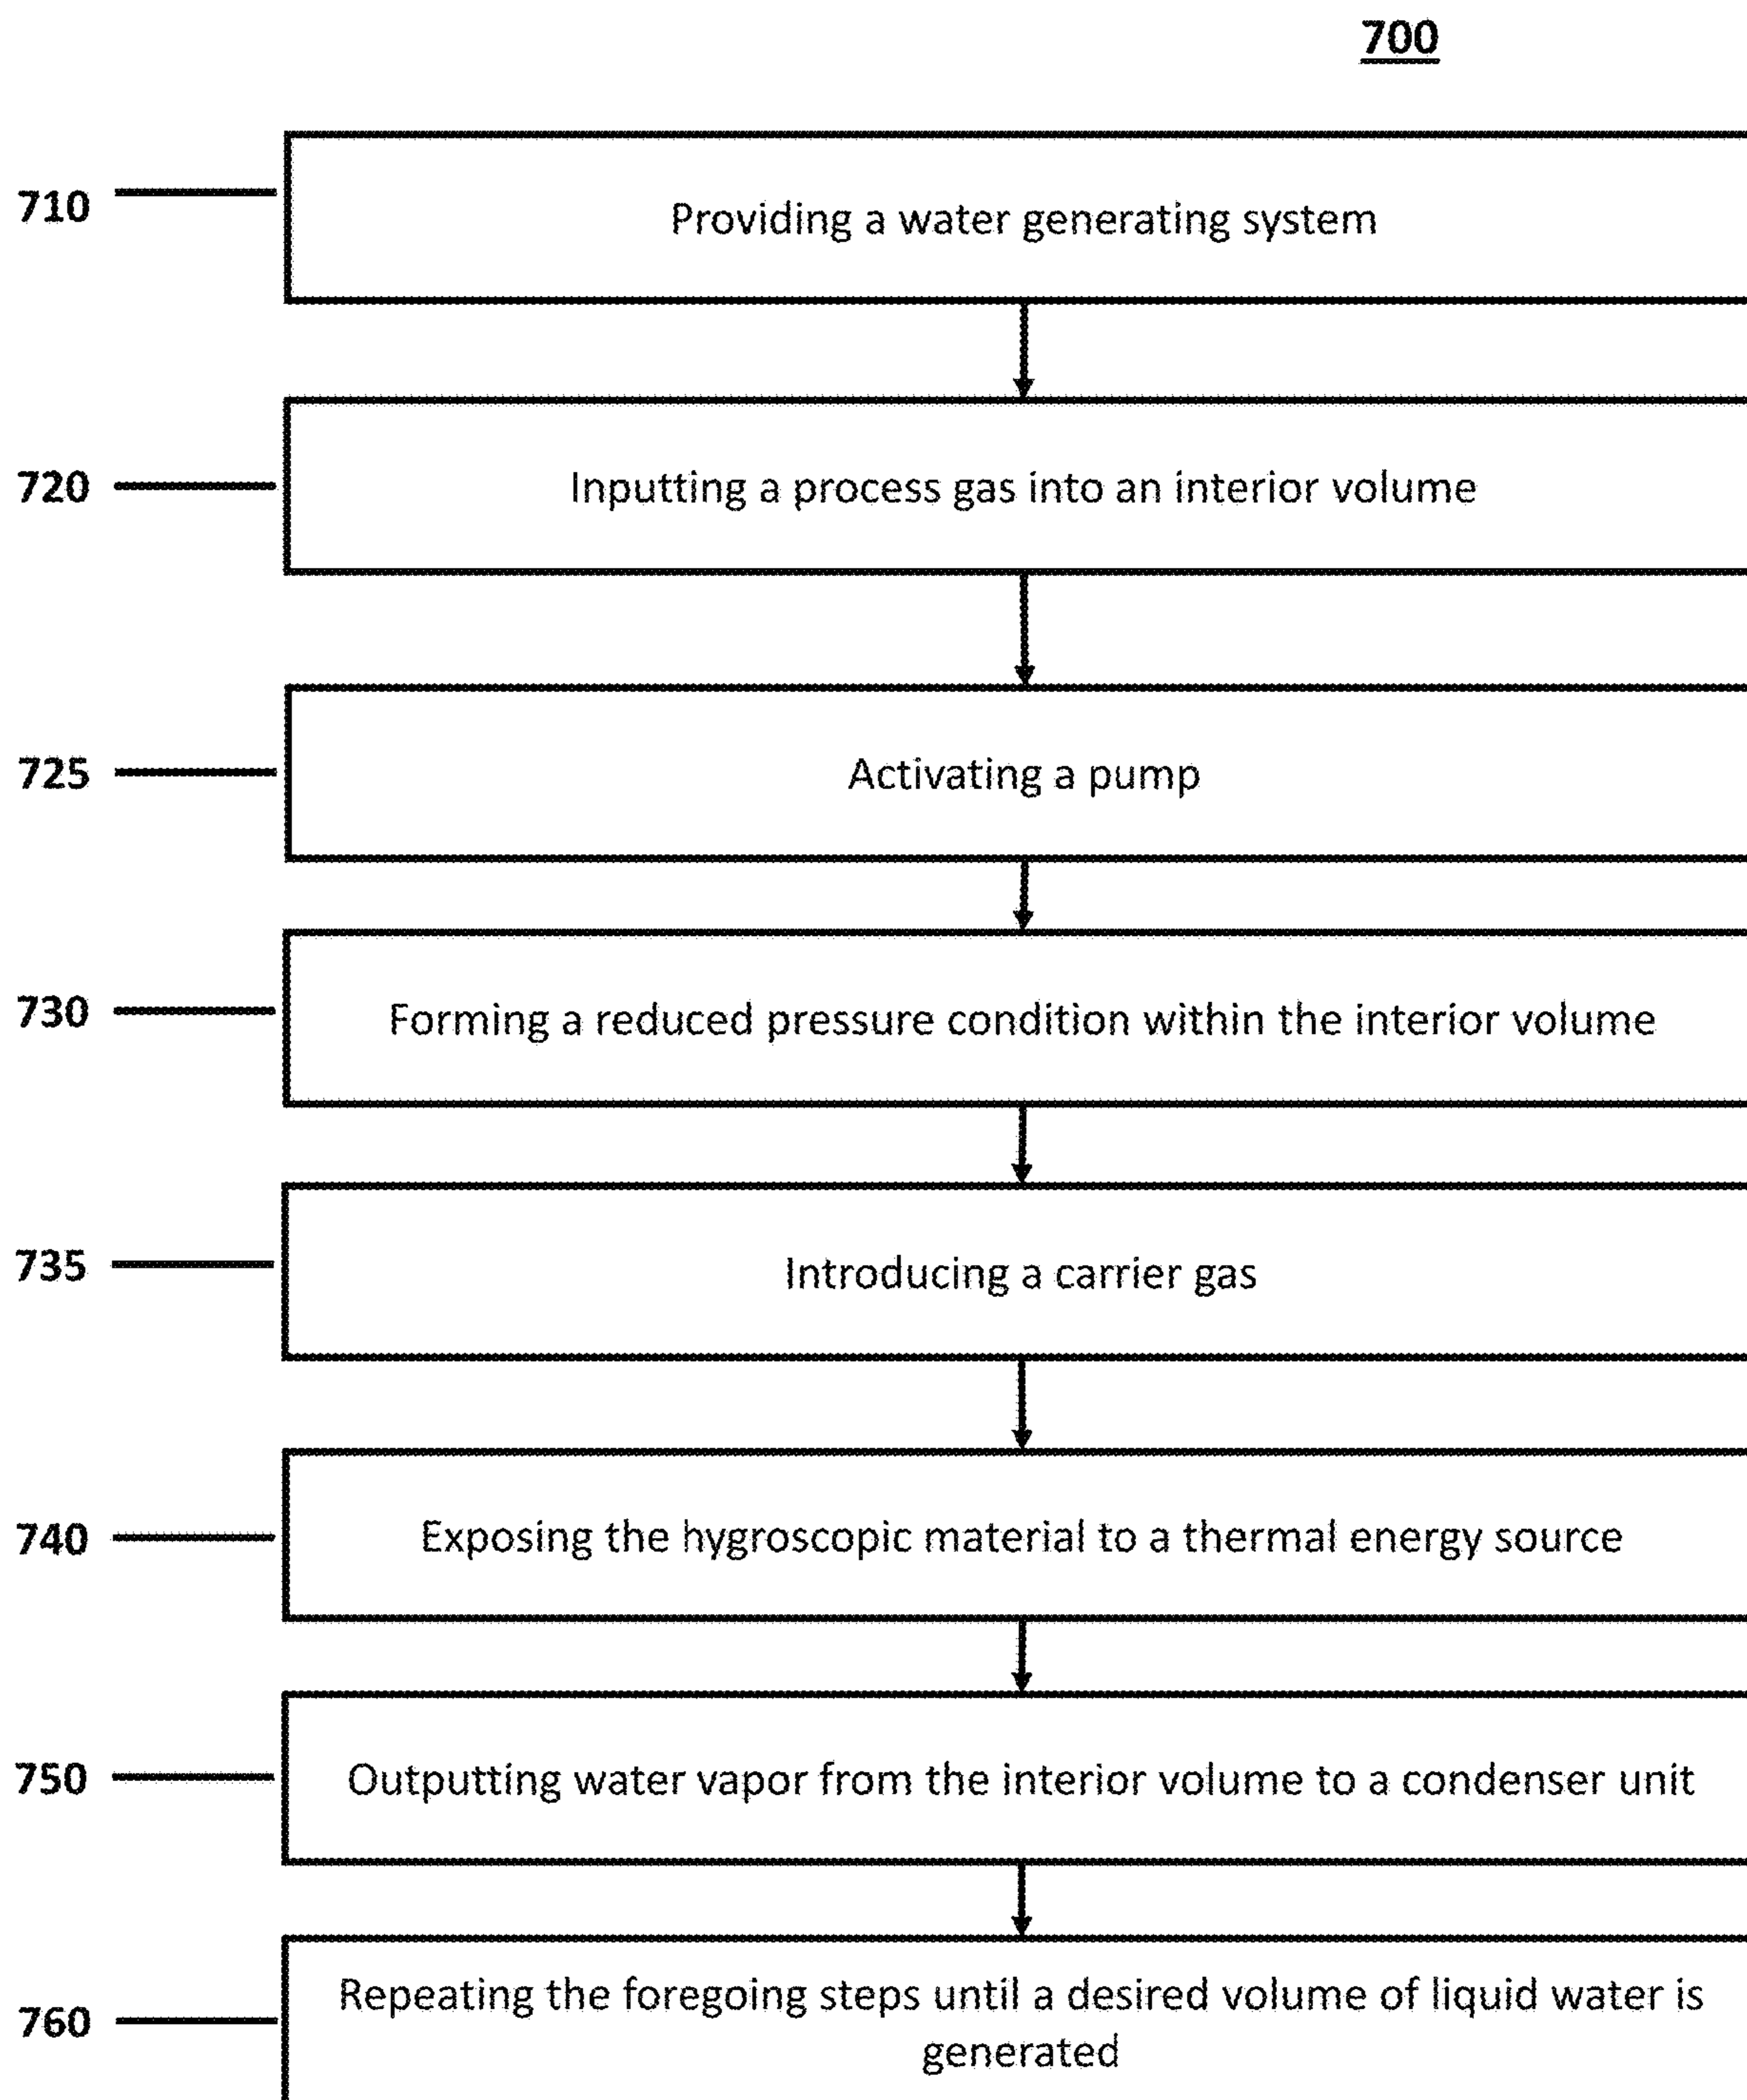 700
710
Providing a water generating system
720
Inputting a process gas into an interior volume
725
Activating a pump
730
Forming a reduced pressure condition within the interior volume
735
Introducing a carrier gas
740
Exposing the hygroscopic material to a thermal energy source
750
Outputting water vapor from the interior volume to a condenser unit
760
Repeating the foregoing steps until a desired volume of liquid water is
generated